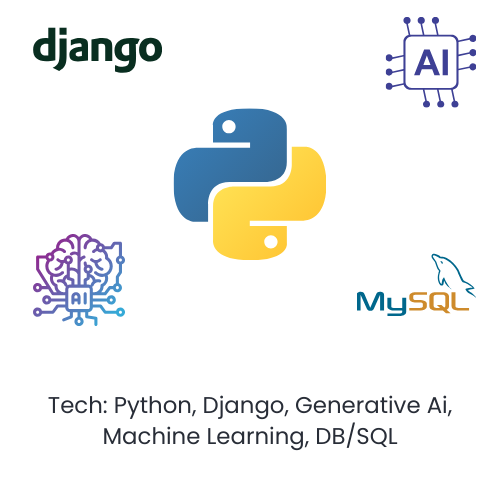 django
AI
AI
MySQL
Tech: Python, Django, Generative Ai,
Machine Learning, DB/SQL